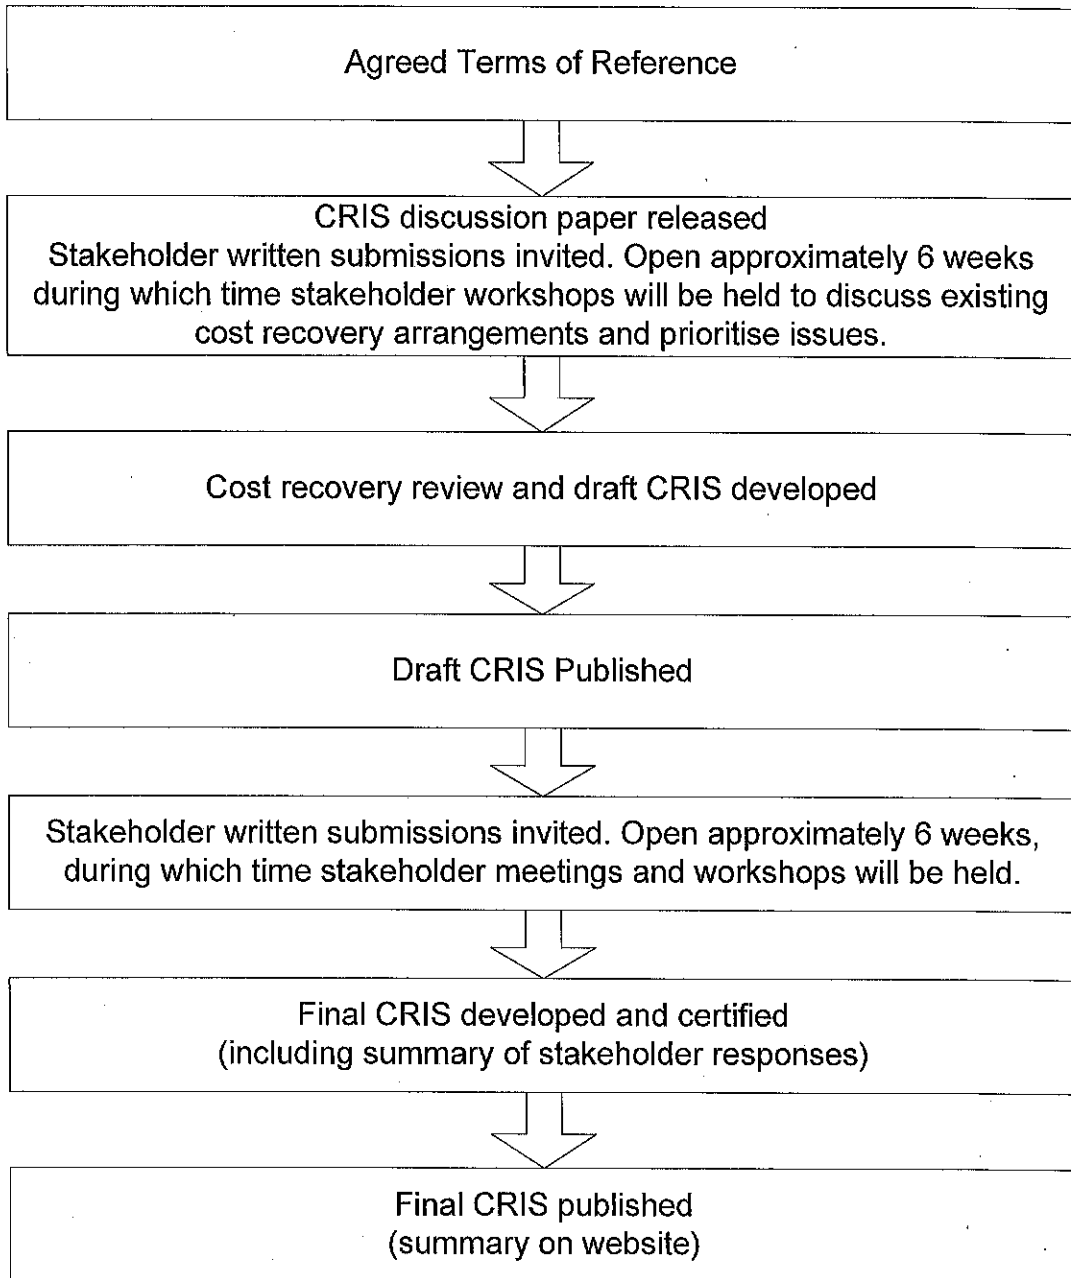 Agreed Terms of Reference
CRIS discussion paper released
Stakeholder written submissions invited. Open approximately 6 weeks
during which time stakeholder workshops will be held to discuss existing
cost recovery arrangements and prioritise issues.
Cost recovery review and draft CRIS developed
Draft CRIS Published
Stakeholder written submissions invited. Open approximately 6 weeks,
during which time stakeholder meetings and workshops will be held.
Final CRIS developed and certified
(including summary of stakeholder responses)
Final CRIS published
(summary on website)